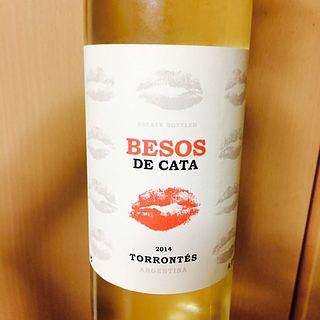 ESTATE BOTTLED
BESOS
DE CATA
2014
TORRONTÉS
ARGENTINA